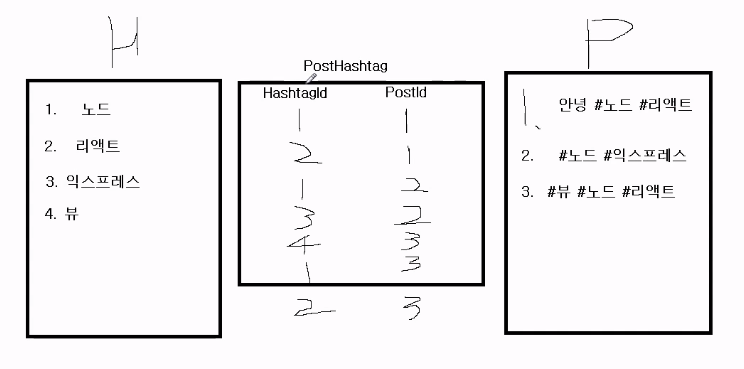 H
1. 노드
2. 리액트
3. 익스프레스
4. 뷰
PostHashtag
HashtagId PostId
1 1
2 1
1 2
3 2
4 3
1 3
2 3
P
1. 안녕 #노드 #리액트
2. #노드 #익스프레스
3. #뷰 #노드 #리액트